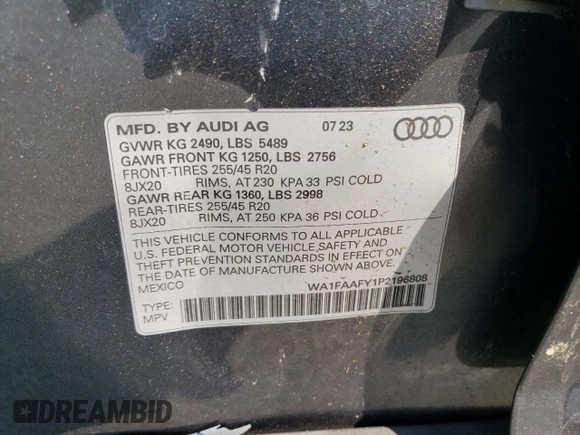 MFD. BY AUDI AG 07 23
GVWR KG 2490, LBS 5489
GAWR FRONT KG 1250, LBS 2756
FRONT-TIRES 255/45 R20
8JX20 RIMS, AT 230 KPA 33 PSI COLD
GAWR REAR KG 1360, LBS 2998
REAR-TIRES 255/45 R20
8JX20 RIMS, AT 250 KPA 36 PSI COLD
THIS VEHICLE CONFORMS TO ALL APPLICABLE
U.S. FEDERAL MOTOR VEHICLE,SAFETY AND
THEFT PREVENTION STANDARDS IN EFFECT ON
THE DATE OF MANUFACTURE SHOWN ABOVE.
MEXICO
WA1FAAFY1P2196808
TYPE:
MPV
DREAMBID